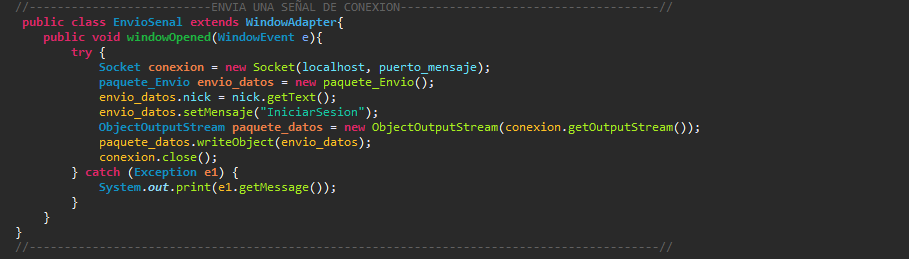 //--------------------------ENVIA UNA SEÑAL DE CONEXION-------------------------------------//
public class EnvioSenal extends WindowAdapter{
public void windowOpened(WindowEvent e){
try {
Socket conexion = new Socket(localhost, puerto_mensaje);
paquete_Envio envio_datos = new paquete_Envio();
envio_datos.nick = nick.getText();
envio_datos.setMensaje("IniciarSesion");
ObjectOutputStream paquete_datos = new ObjectOutputStream(conexion.getOutputStream());
paquete_datos.writeObject(envio_datos);
conexion.close();
} catch (Exception e1) {
System.out.print(e1.getMessage());
}
}
}
//------------------------------------------------------------------------------------------//